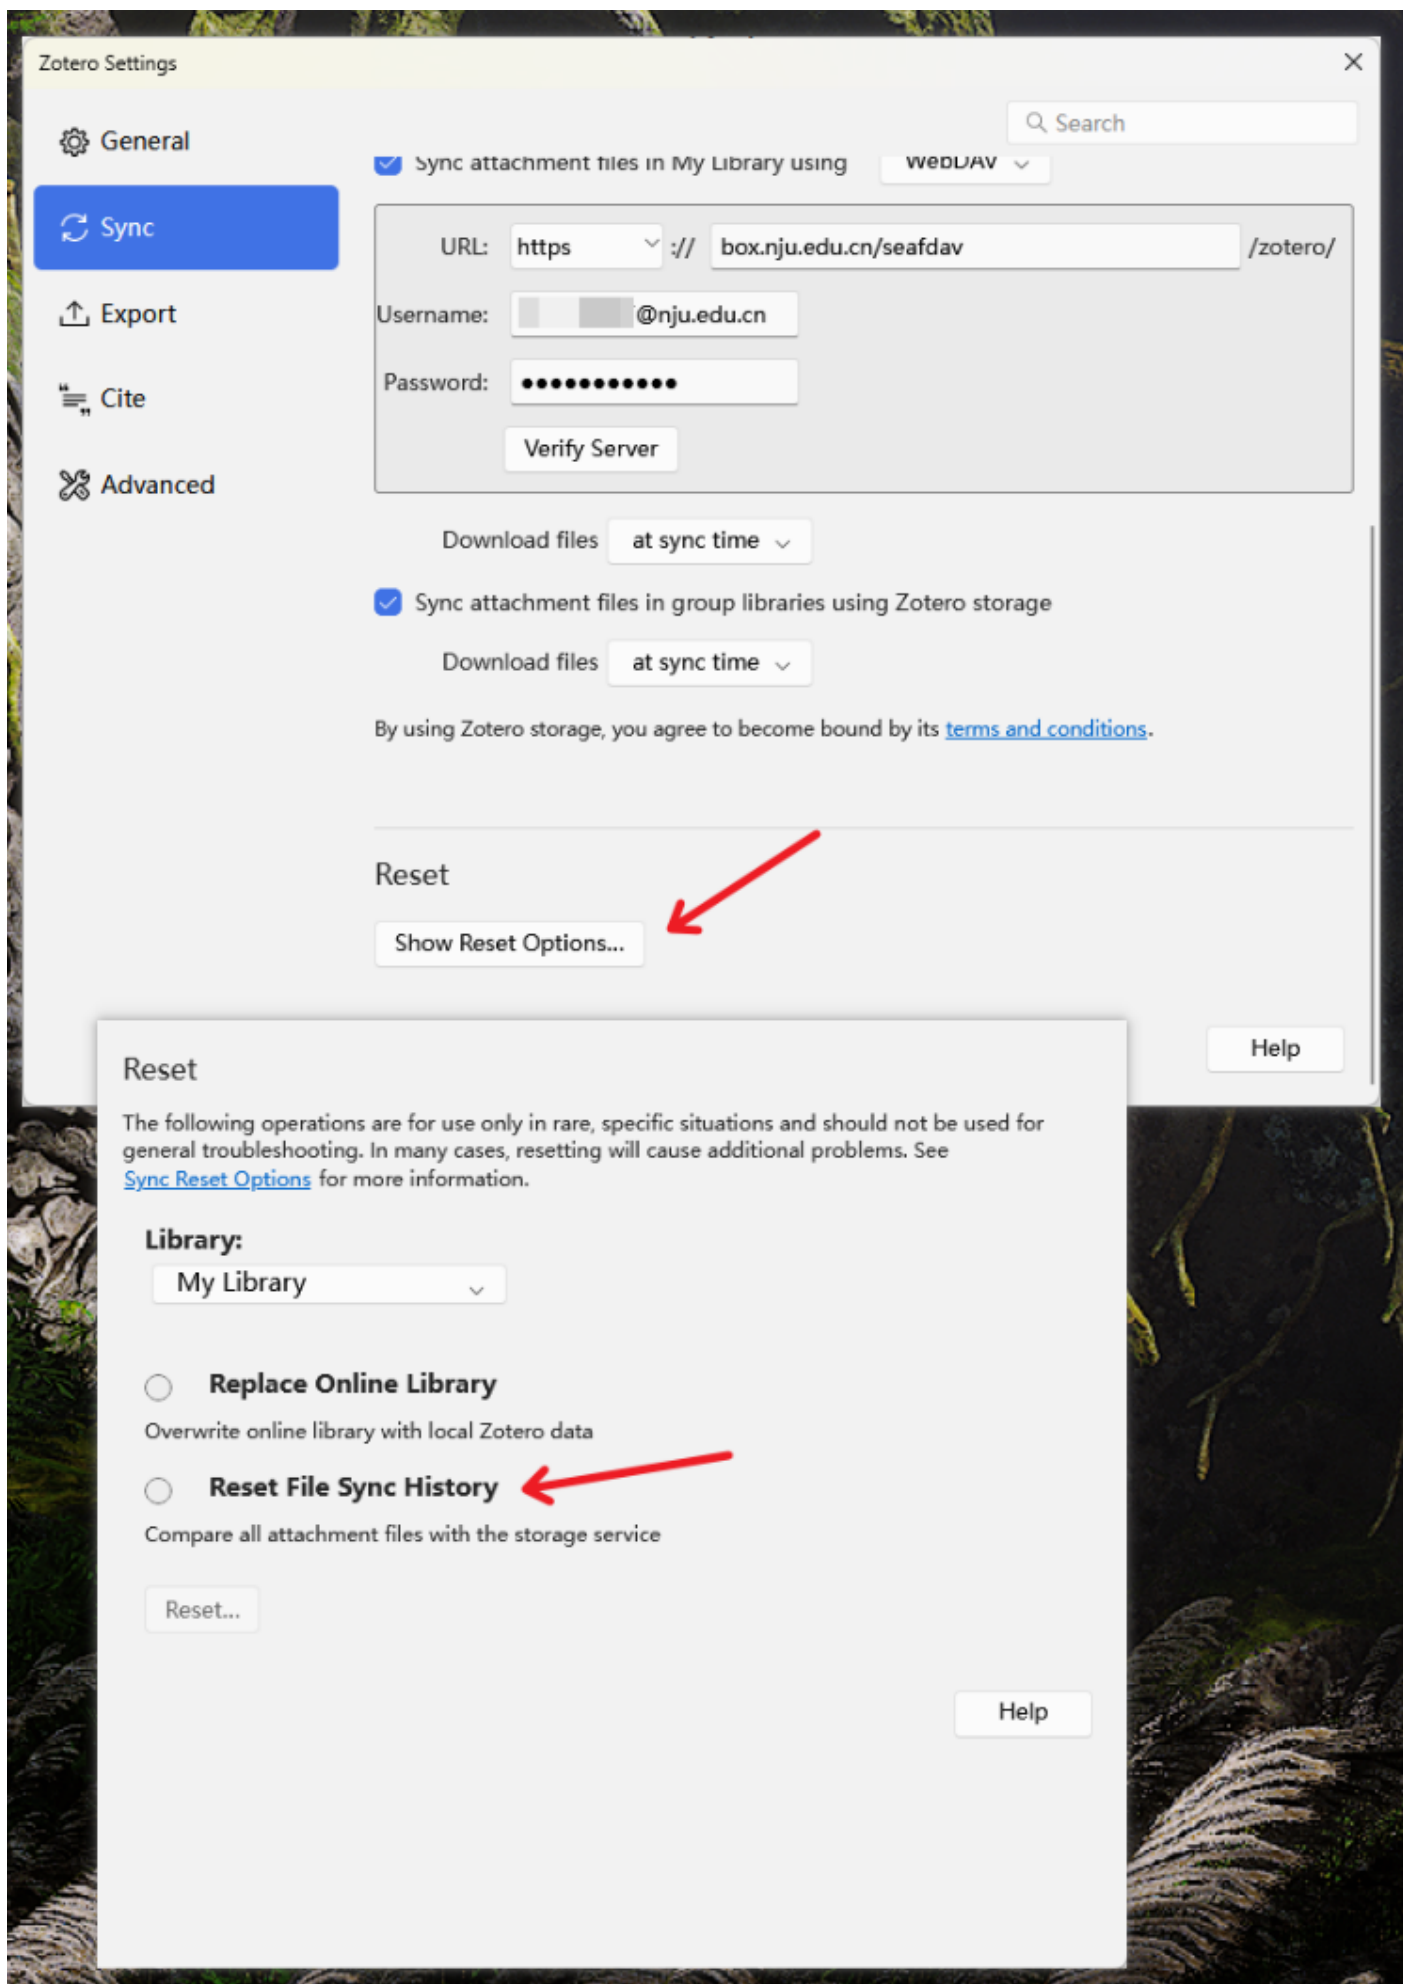 Zotero Settings
Search
General
Sync attachment files in My Library using WebDAV
Sync
URL: https :// box.nju.edu.cn/seafdav /zotero/
Export
Username: @nju.edu.cn
Password: ●●●●●●●●●●●
Cite
Verify Server
Advanced
Download files at sync time
Sync attachment files in group libraries using Zotero storage
Download files at sync time
By using Zotero storage, you agree to become bound by its terms and conditions.
Reset
Show Reset Options...
Help
Reset
The following operations are for use only in rare, specific situations and should not be used for
general troubleshooting. In many cases, resetting will cause additional problems. See
Sync Reset Options for more information.
Library:
My Library
Replace Online Library
Overwrite online library with local Zotero data
Reset File Sync History
Compare all attachment files with the storage service
Reset...
Help